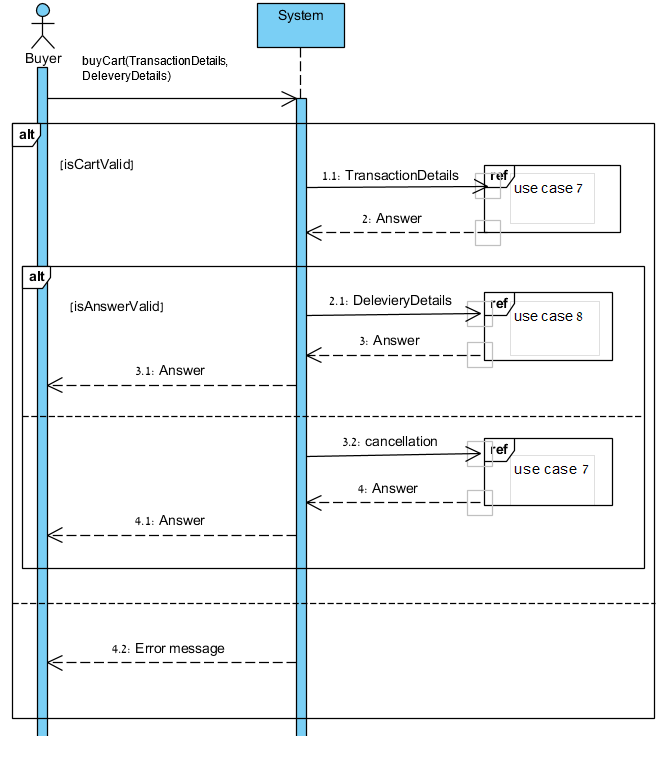 System
Buyer
buyCart(TransactionDetails,
DeleveryDetails)
alt
[isCartValid]
1.1: TransactionDetails
ref
use case 7
2: Answer
alt
[isAnswerValid]
2.1: DelevieryDetails
ref
use case 8
3: Answer
3.1: Answer
3.2: cancellation
ref
use case 7
4: Answer
4.1: Answer
4.2: Error message